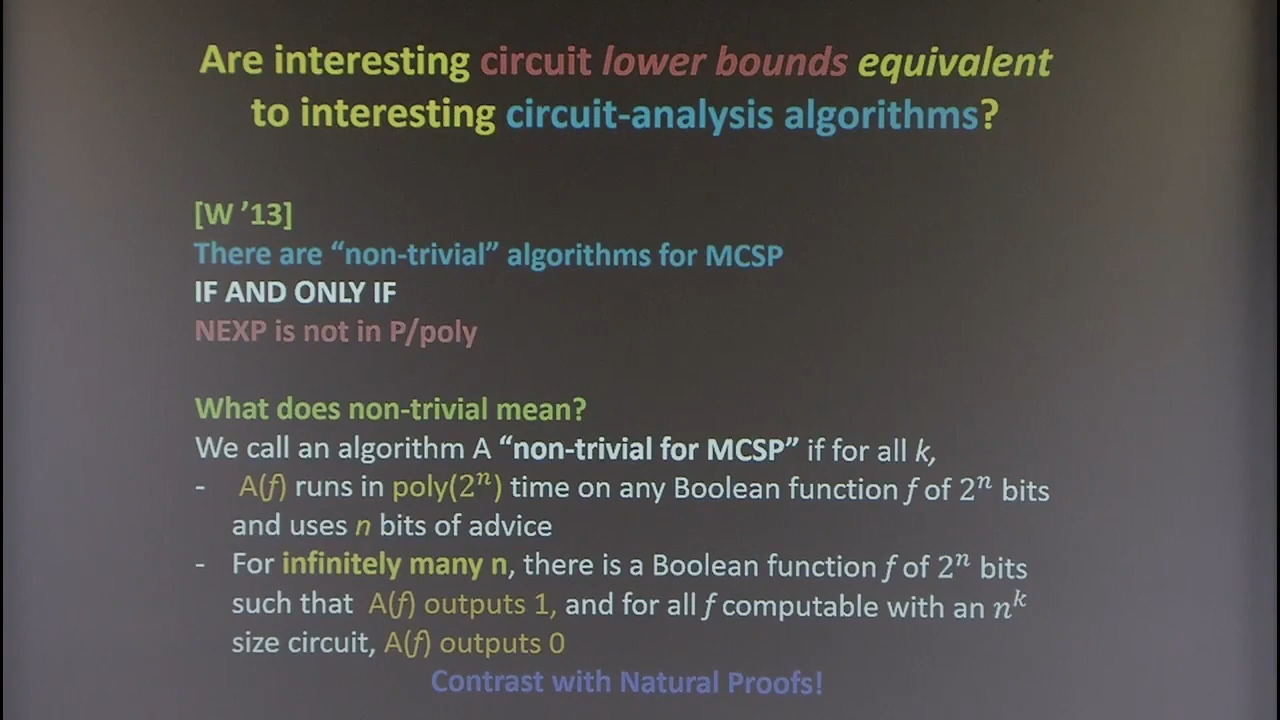 Are interesting circuit lower bounds equivalent
to interesting circuit-analysis algorithms?
[W ’13]
There are “non-trivial” algorithms for MCSP
IF AND ONLY IF
NEXP is not in P/poly
What does non-trivial mean?
We call an algorithm A “non-trivial for MCSP” if for all k,
- A(f) runs in poly(2ⁿ) time on any Boolean function f of 2ⁿ bits
and uses n bits of advice
- For infinitely many n, there is a Boolean function f of 2ⁿ bits
such that A(f) outputs 1, and for all f computable with an nᵏ
size circuit, A(f) outputs 0
Contrast with Natural Proofs!